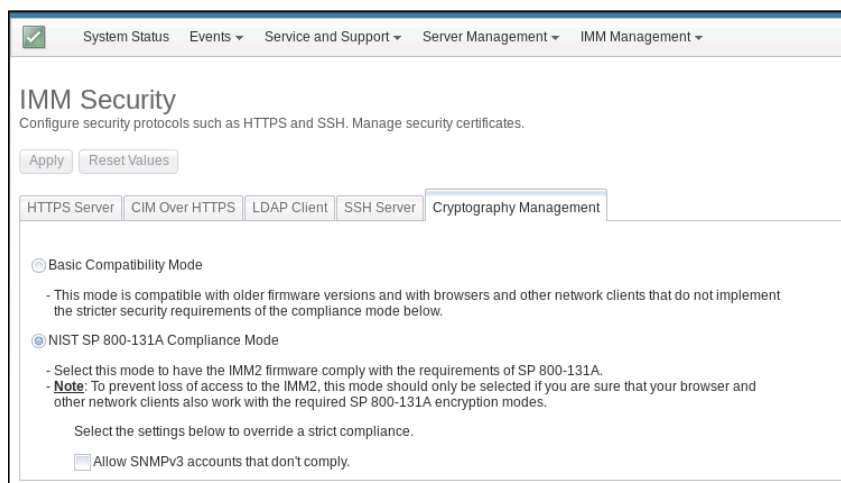 System Status Events Service and Support Server Management IMM Management
IMM Security
Configure security protocols such as HTTPS and SSH. Manage security certificates.
Apply Reset Values
HTTPS Server CIM Over HTTPS LDAP Client SSH Server Cryptography Management
Basic Compatibility Mode
- This mode is compatible with older firmware versions and with browsers and other network clients that do not implement
the stricter security requirements of the compliance mode below.
NIST SP 800-131A Compliance Mode
- Select this mode to have the IMM2 firmware comply with the requirements of SP 800-131A.
- Note: To prevent loss of access to the IMM2, this mode should only be selected if you are sure that your browser and
other network clients also work with the required SP 800-131A encryption modes.
Select the settings below to override a strict compliance.
Allow SNMPv3 accounts that don't comply.